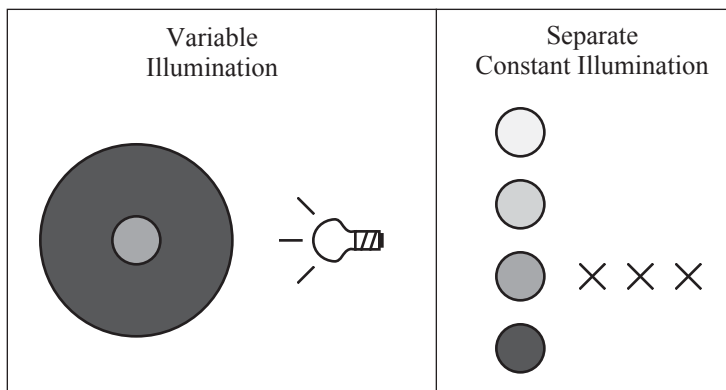 Variable
Illumination
Separate
Constant Illumination